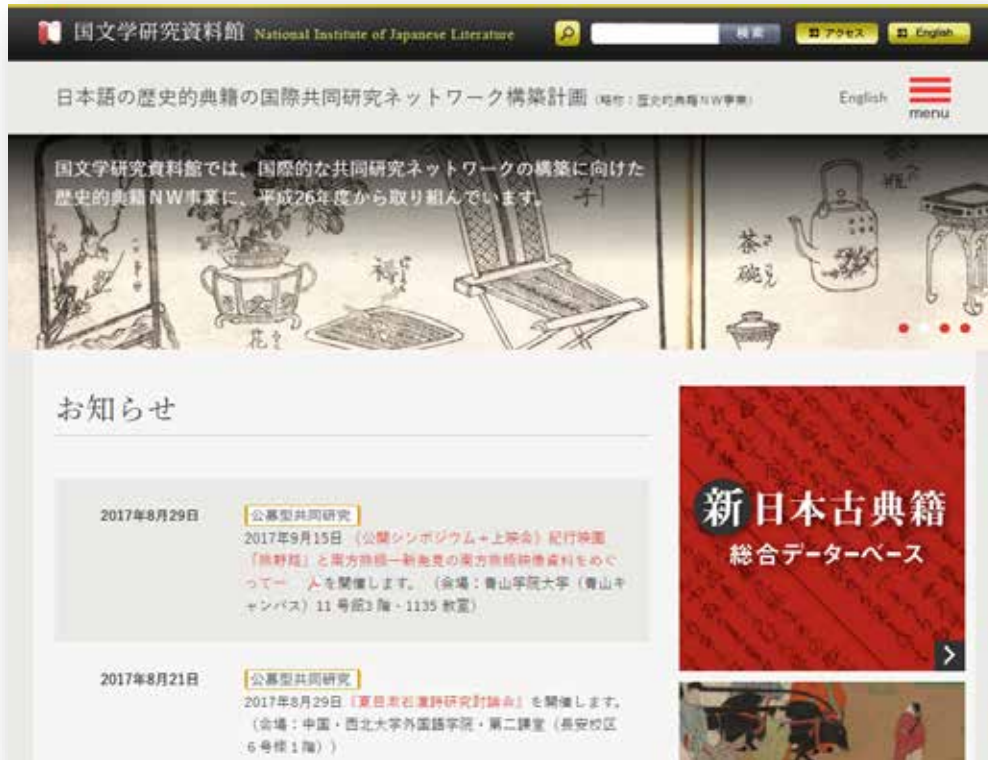 国文学研究資料館 National Institute of Japanese Literature
検索
アクセス
English
日本語の歴史的典籍の国際共同研究ネットワーク構築計画（略称：歴史的典籍NW事業）
English
menu
国文学研究資料館では、国際的な共同研究ネットワークの構築に向けた
歴史的典籍NW事業に、平成26年度から取り組んでいます。
茶
碗
花
お知らせ
2017年8月29日
公募型共同研究
2017年9月15日 （公開シンポジウム＋上映会）紀行映画
『熊野路』と南方熊楠ー新発見の南方熊楠映像資料をめぐ
ってー
を開催します。（会場：青山学院大学（青山キ
ャンパス）11号館3階・1135教室）
2017年8月21日
公募型共同研究
2017年8月29日「夏目漱石漢詩研究討論会」を開催します。
（会場：中国・西北大学外国語学院・第二課室（長安校区
6号楼1階））
新日本古典籍
総合データーベース